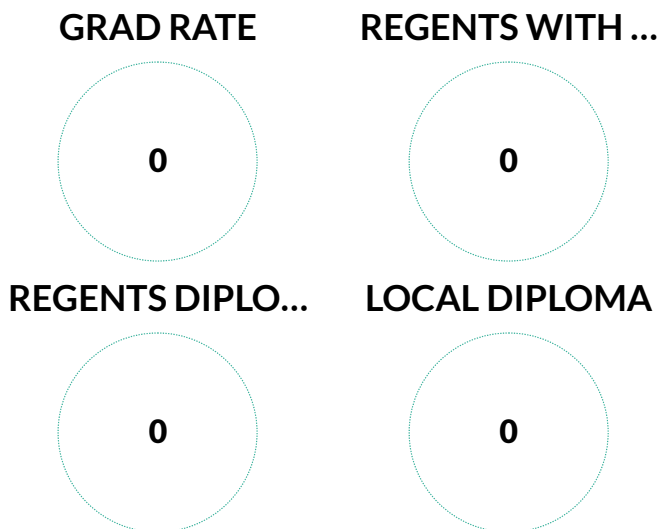 GRAD RATE
REGENTS WITH ...
0
0
REGENTS DIPLO...
LOCAL DIPLOMA
0
0